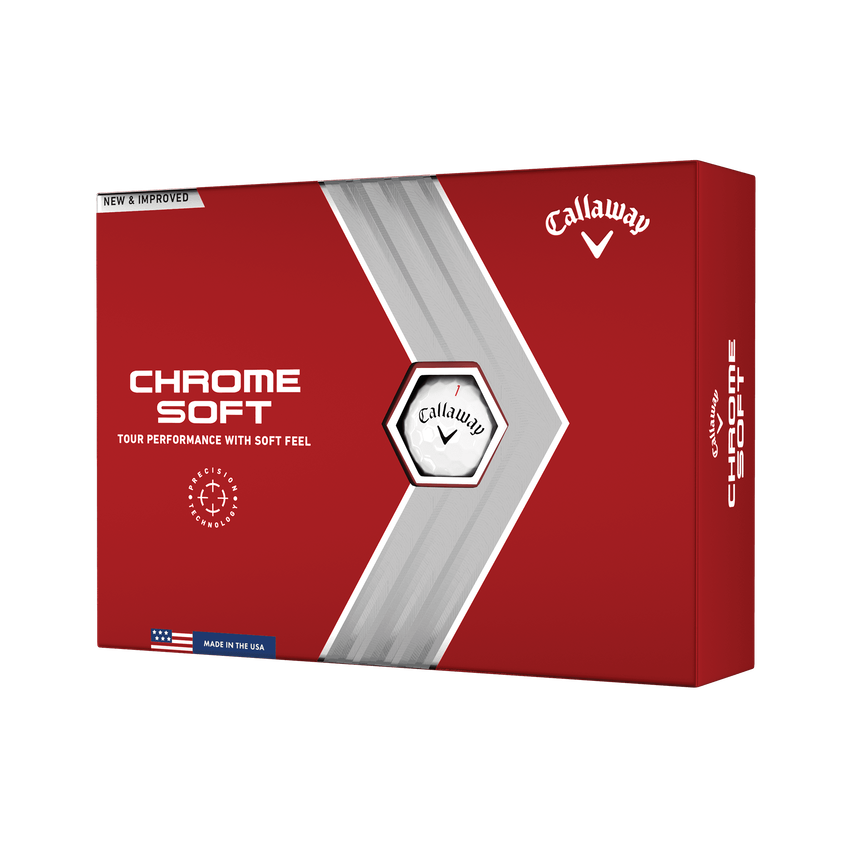 NEW & IMPROVED
Callaway
CHROME
SOFT
TOUR PERFORMANCE WITH SOFT FEEL
PRECISION
TECHNOLOGY
1
Callaway
MADE IN THE USA
Callaway
CHROME
SOFT